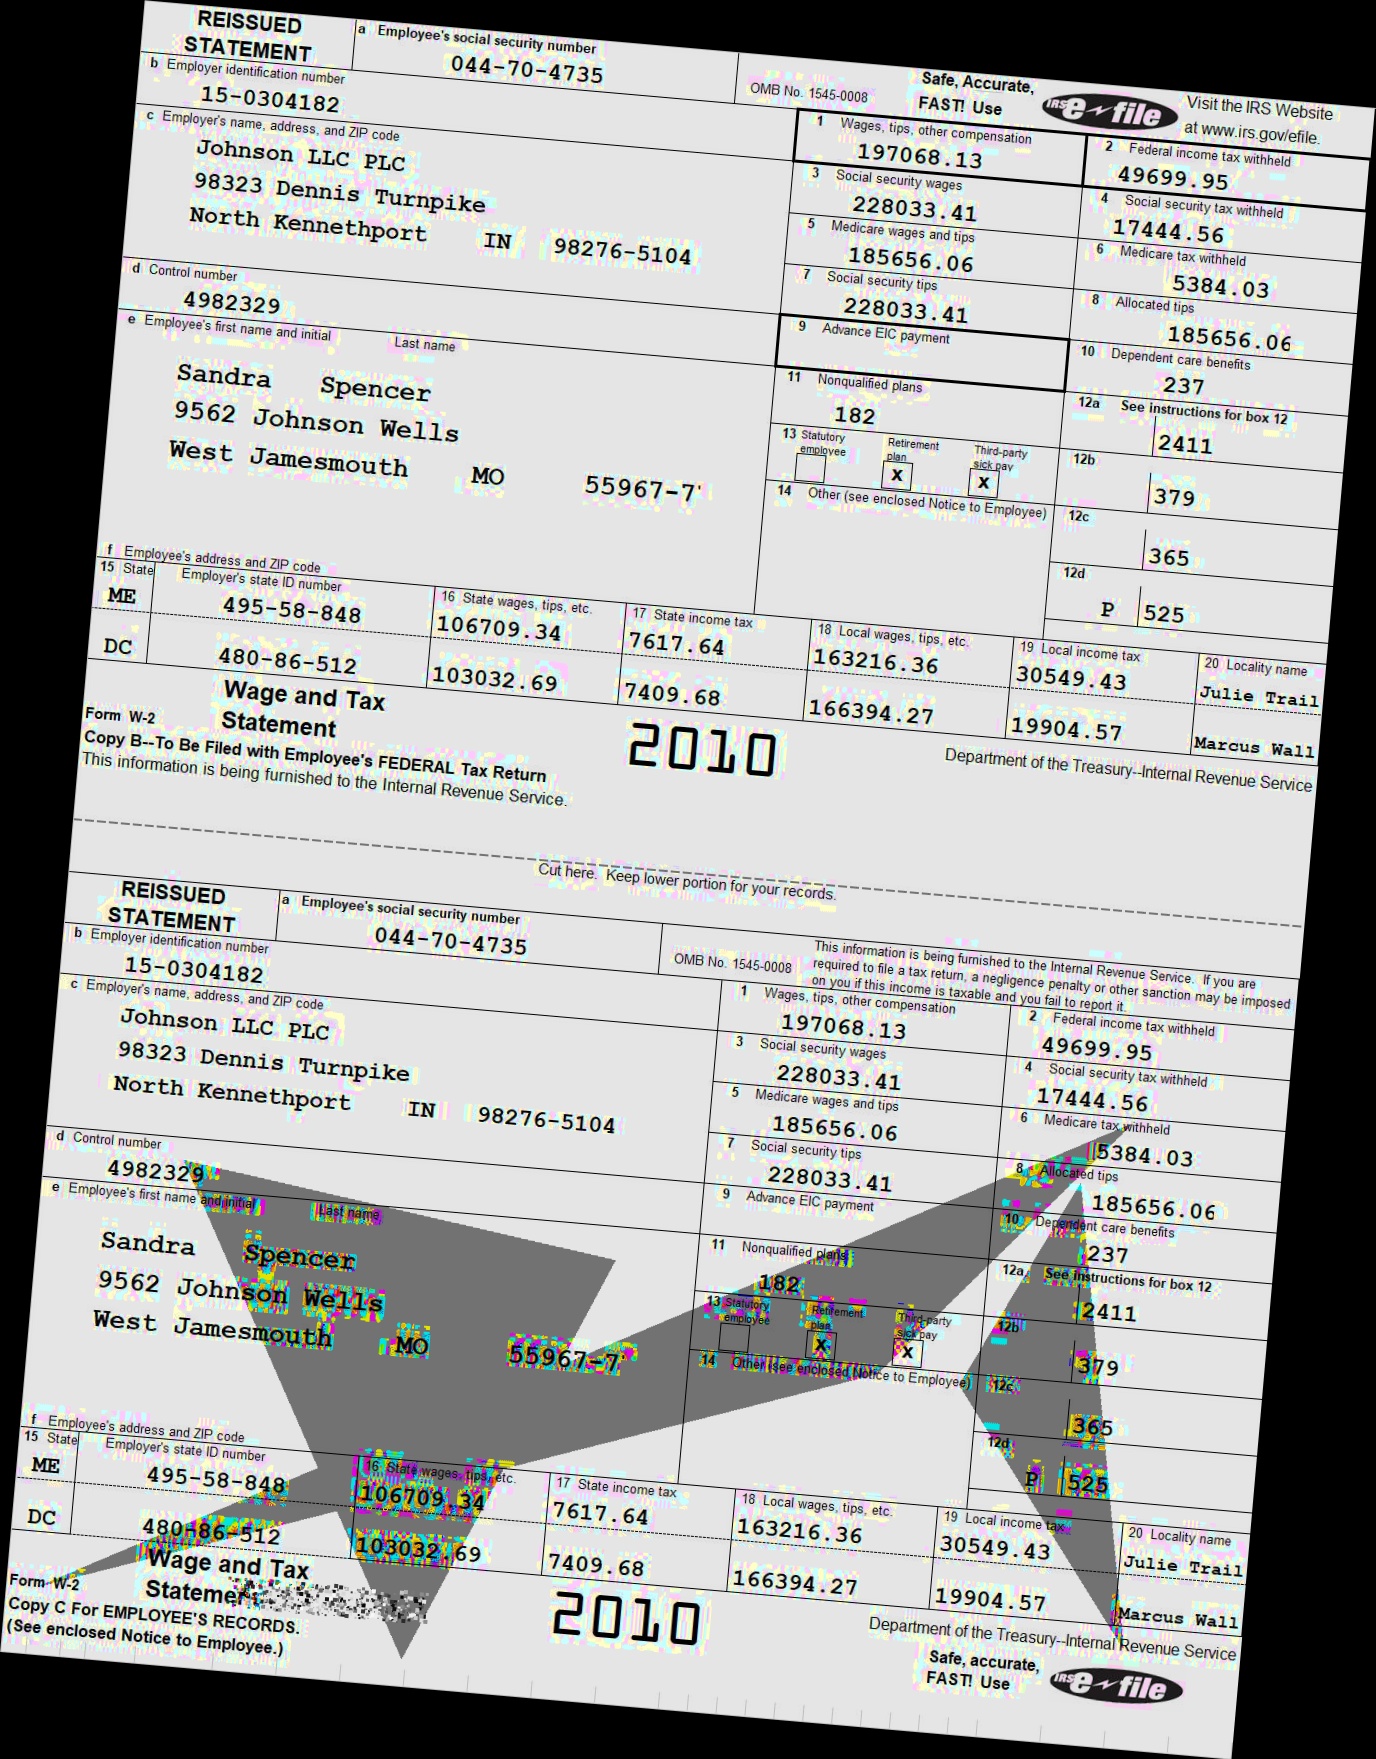 REISSUED
STATEMENT
a Employee's social security number
044-70-4735
OMB No. 1545-0008
Safe, Accurate,
FAST! Use
IRS e-file
Visit the IRS Website
at www.irs.gov/efile.
b Employer identification number
15-0304182
c Employer's name, address, and ZIP code
Johnson LLC PLC
98323 Dennis Turnpike
North Kennethport IN 98276-5104
1 Wages, tips, other compensation
197068.13
2 Federal income tax withheld
49699.95
3 Social security wages
228033.41
4 Social security tax withheld
17444.56
5 Medicare wages and tips
185656.06
6 Medicare tax withheld
5384.03
d Control number
4982329
7 Social security tips
228033.41
8 Allocated tips
185656.06
e Employee's first name and initial Last name
Sandra Spencer
9562 Johnson Wells
West Jamesmouth MO 55967-7
9 Advance EIC payment
10 Dependent care benefits
237
11 Nonqualified plans
182
12a See instructions for box 12
2411
13 Statutory employee
Retirement plan
X
Third-party sick pay
X
12b
379
14 Other (see enclosed Notice to Employee)
12c
365
12d
P 525
f Employee's address and ZIP code
15 State Employer's state ID number
16 State wages, tips, etc.
17 State income tax
18 Local wages, tips, etc.
19 Local income tax
20 Locality name
ME 495-58-848 106709.34 7617.64 163216.36 30549.43 Julie Trail
DC 480-86-512 103032.69 7409.68 166394.27 19904.57 Marcus Wall
Form W-2
Wage and Tax
Statement
2010
Department of the Treasury--Internal Revenue Service
Copy B--To Be Filed with Employee's FEDERAL Tax Return
This information is being furnished to the Internal Revenue Service.
Cut here. Keep lower portion for your records.
REISSUED
STATEMENT
a Employee's social security number
044-70-4735
OMB No. 1545-0008
This information is being furnished to the Internal Revenue Service. If you are
required to file a tax return, a negligence penalty or other sanction may be imposed
on you if this income is taxable and you fail to report it.
b Employer identification number
15-0304182
c Employer's name, address, and ZIP code
Johnson LLC PLC
98323 Dennis Turnpike
North Kennethport IN 98276-5104
1 Wages, tips, other compensation
197068.13
2 Federal income tax withheld
49699.95
3 Social security wages
228033.41
4 Social security tax withheld
17444.56
5 Medicare wages and tips
185656.06
6 Medicare tax withheld
5384.03
d Control number
4982329
7 Social security tips
228033.41
8 Allocated tips
185656.06
e Employee's first name and initial Last name
Sandra Spencer
9562 Johnson Wells
West Jamesmouth MO 55967-7
9 Advance EIC payment
10 Dependent care benefits
237
11 Nonqualified plans
182
12a See instructions for box 12
2411
13 Statutory employee
Retirement plan
X
Third-party sick pay
X
12b
379
14 Other (see enclosed Notice to Employee)
12c
365
12d
P 525
f Employee's address and ZIP code
15 State Employer's state ID number
16 State wages, tips, etc.
17 State income tax
18 Local wages, tips, etc.
19 Local income tax
20 Locality name
ME 495-58-848 106709.34 7617.64 163216.36 30549.43 Julie Trail
DC 480-86-512 103032.69 7409.68 166394.27 19904.57 Marcus Wall
Form W-2
Wage and Tax
Statement
2010
Department of the Treasury--Internal Revenue Service
Copy C For EMPLOYEE'S RECORDS.
(See enclosed Notice to Employee.)
Safe, accurate,
FAST! Use
IRS e-file